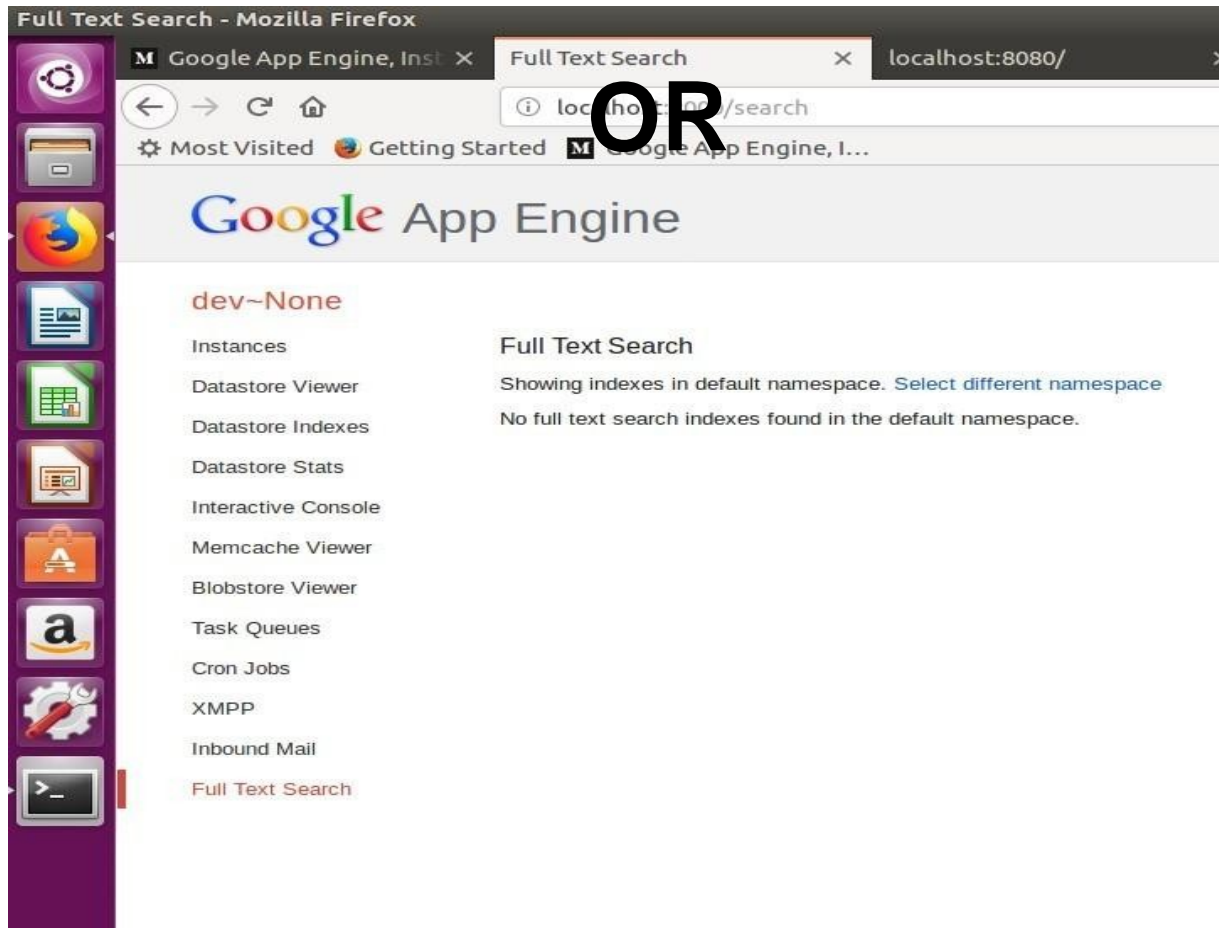 Full Text Search - Mozilla Firefox
M Google App Engine, Inst
Full Text Search
localhost:8080/
/search
OR
Most Visited
Getting Started
M Google App Engine, I...
Google App Engine
dev~None
Instances
Datastore Viewer
Datastore Indexes
Datastore Stats
Interactive Console
Memcache Viewer
Blobstore Viewer
Task Queues
Cron Jobs
XMPP
Inbound Mail
Full Text Search
Full Text Search
Showing indexes in default namespace. Select different namespace
No full text search indexes found in the default namespace.